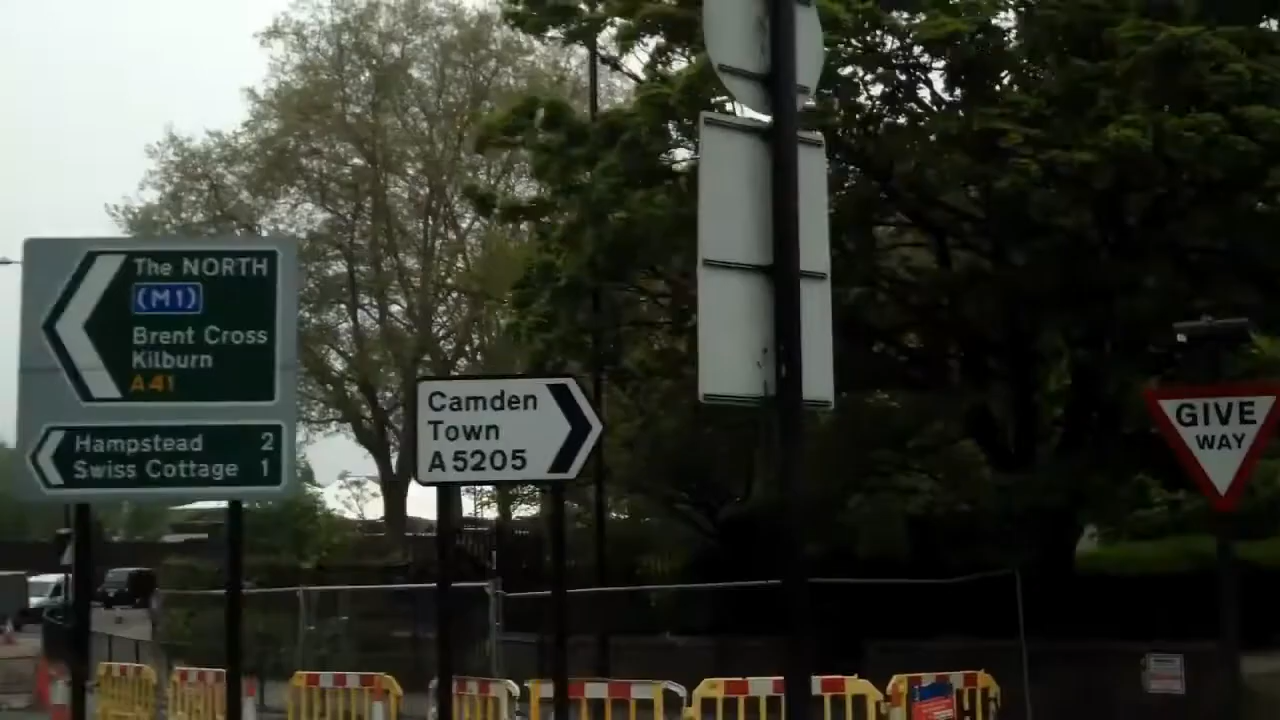 The NORTH
(M1)
Brent Cross
Kilburn
A41
Hampstead 2
Swiss Cottage 1
Camden
Town
A5205
GIVE
WAY